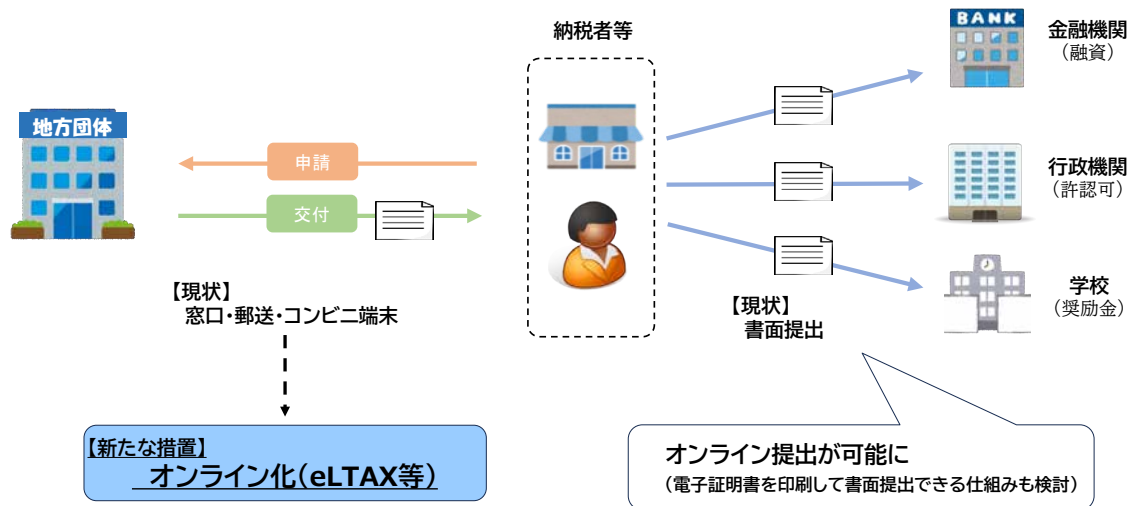 納税者等
地方団体
申請
交付
BANK
金融機関
（融資）
行政機関
（許認可）
学校
（奨励金）
【現状】
窓口・郵送・コンビニ端末
【現状】
書面提出
【新たな措置】
オンライン化（eLTAX等）
オンライン提出が可能に
（電子証明書を印刷して書面提出できる仕組みも検討）